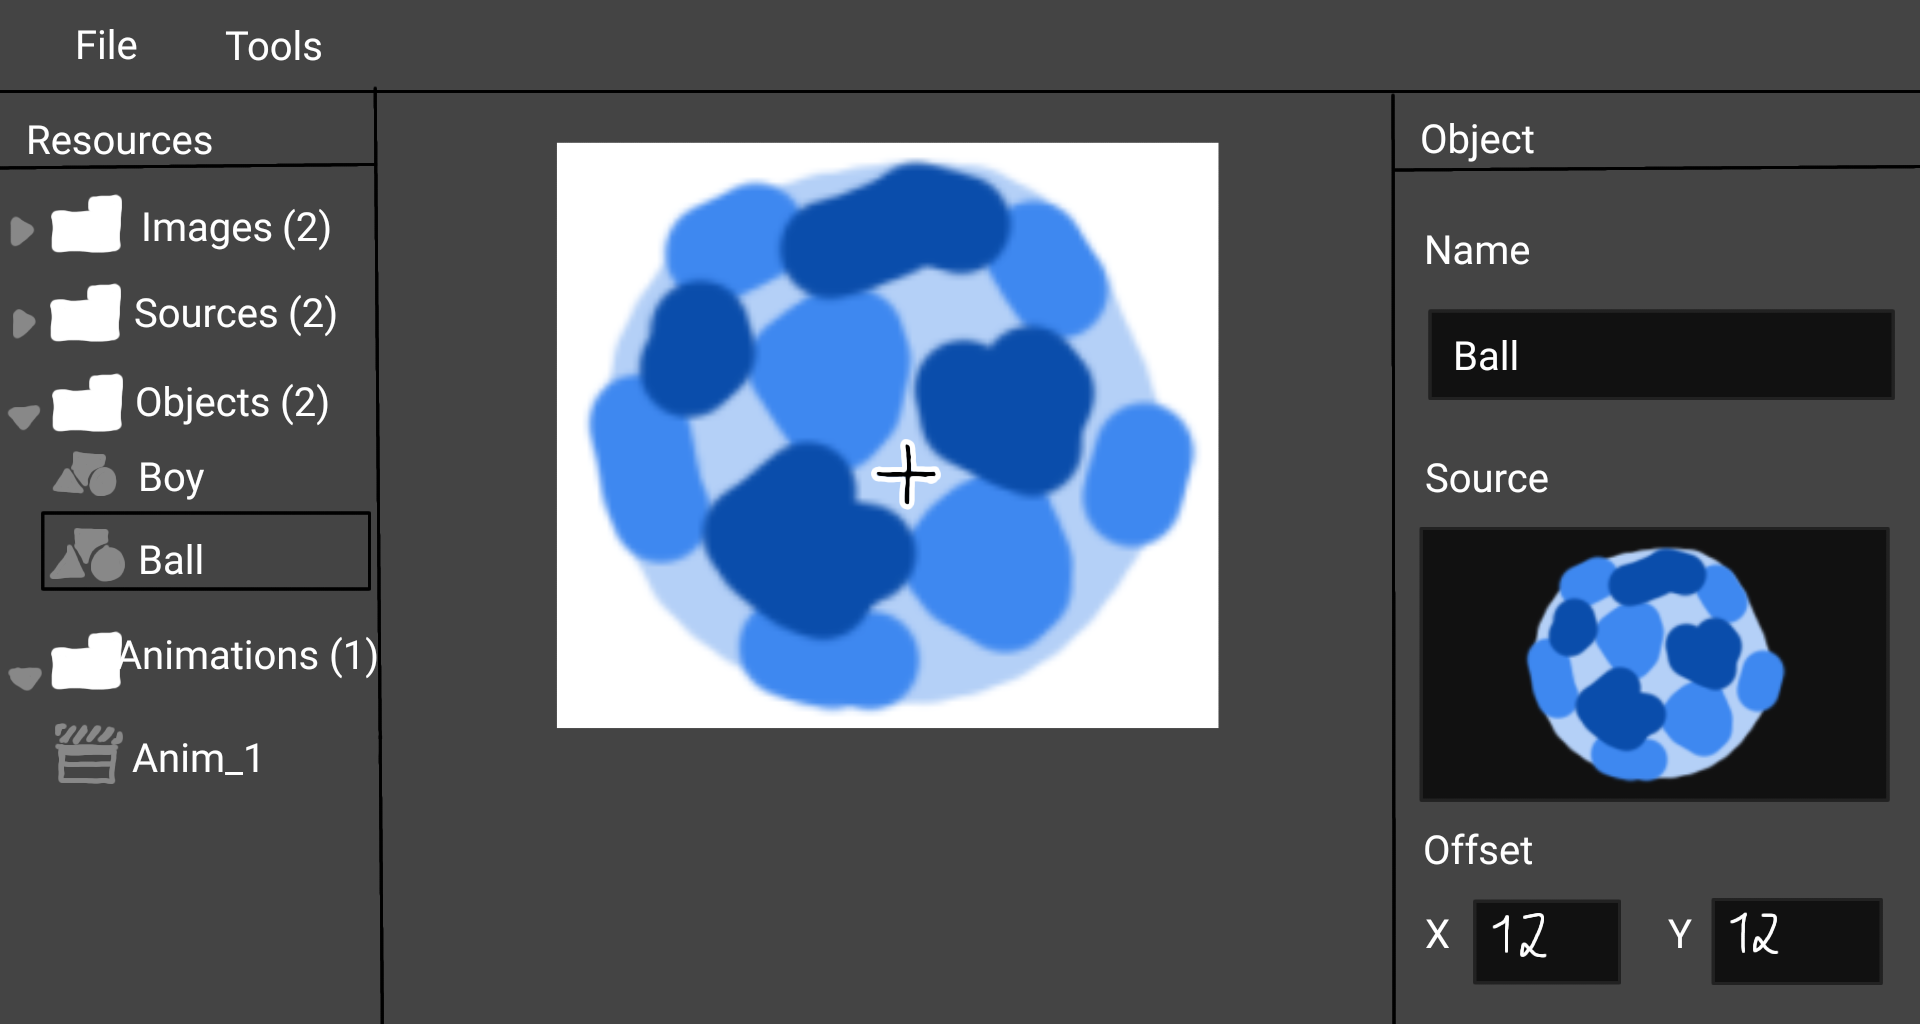 File Tools
Resources
Images (2)
Sources (2)
Objects (2)
Boy
Ball
Animations (1)
Anim_1
Object
Name
Ball
Source
Offset
X 12 Y 12